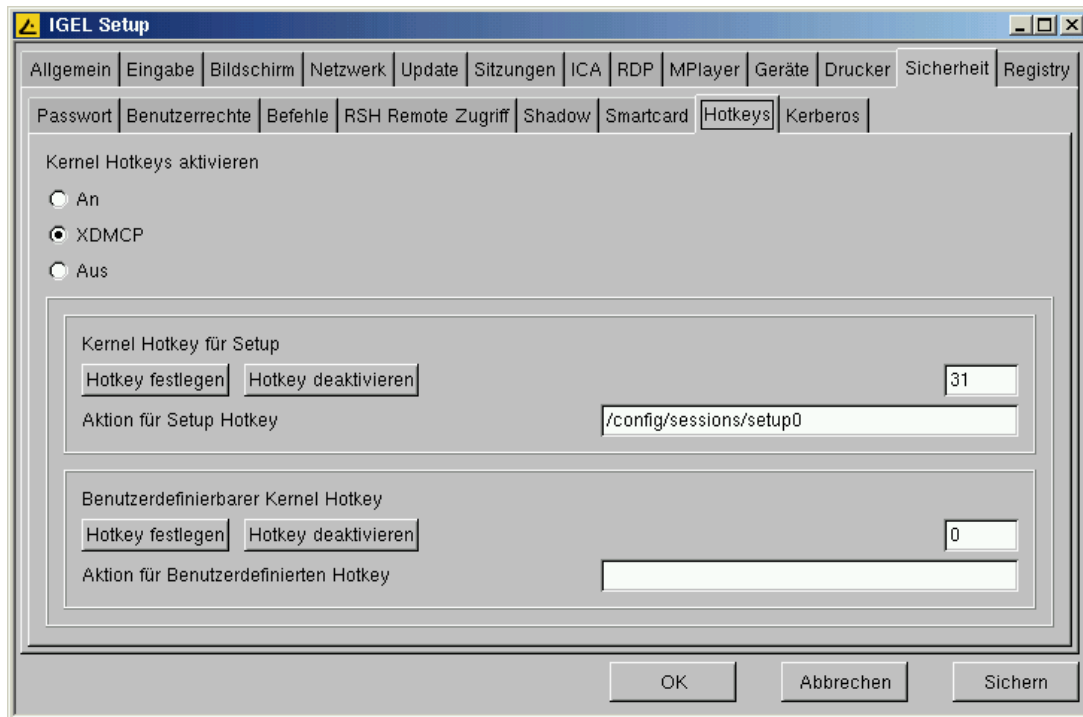 IGEL Setup
Allgemein Eingabe Bildschirm Netzwerk Update Sitzungen ICA RDP MPlayer Geräte Drucker Sicherheit Registry
Passwort Benutzerrechte Befehle RSH Remote Zugriff Shadow Smartcard Hotkeys Kerberos
Kernel Hotkeys aktivieren
An
XDMCP
Aus
Kernel Hotkey für Setup
Hotkey festlegen Hotkey deaktivieren 31
Aktion für Setup Hotkey /config/sessions/setup0
Benutzerdefinierbarer Kernel Hotkey
Hotkey festlegen Hotkey deaktivieren 0
Aktion für Benutzerdefinierten Hotkey
OK Abbrechen Sichern